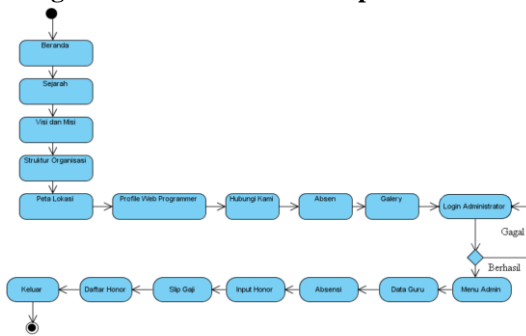 Beranda
Sejarah
Visi dan Misi
Struktur Organisasi
Peta Lokasi
Profile Web Programmer
Hubungi Kami
Absen
Galery
Login Administrator
Gagal
Berhasil
Menu Admin
Data Guru
Absensi
Input Honor
Slip Gaji
Daftar Honor
Keluar